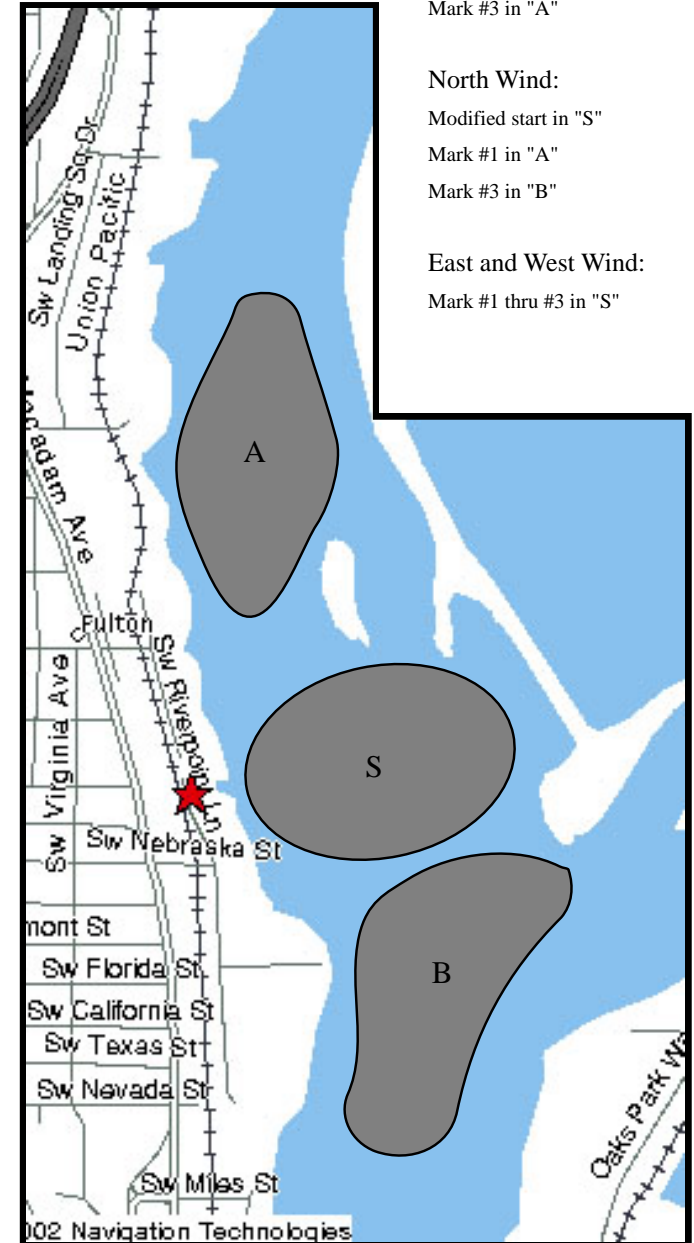 Mark #3 in "A"
North Wind:
Modified start in "S"
Mark #1 in "A"
Mark #3 in "B"
East and West Wind:
Mark #1 thru #3 in "S"
Sw Landing Sq Dr
Union Pacific
Macadam Ave
A
Fulton
Sw Riverpoint Ln
Sw Virginia Ave
S
Sw Nebraska St
mont St
B
Sw Florida St
Sw California St
Sw Texas St
Sw Nevada St
Oaks Park Wa
Sw Miles St
002 Navigation Technologies